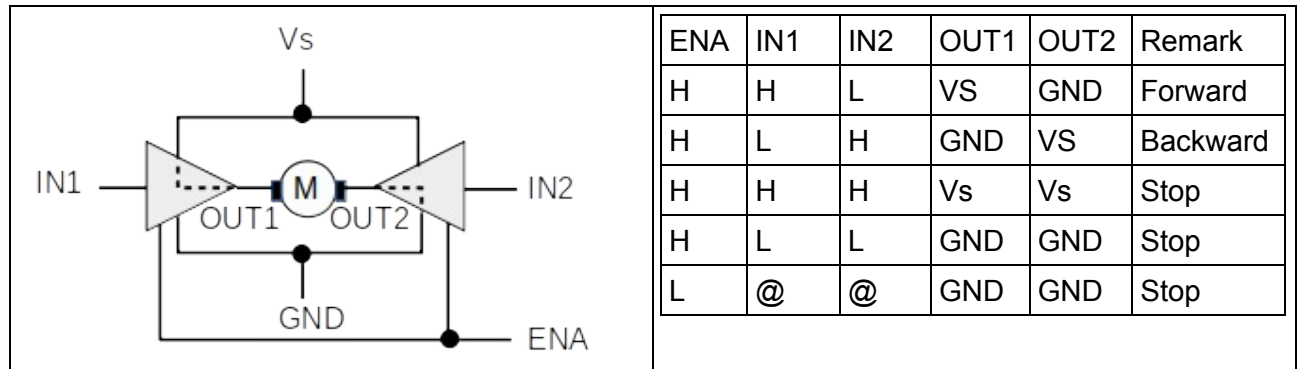 Vs
IN1
M
IN2
OUT1 OUT2
GND
ENA
ENA IN1 IN2 OUT1 OUT2 Remark
H H L VS GND Forward
H L H GND VS Backward
H H H Vs Vs Stop
H L L GND GND Stop
L @ @ GND GND Stop